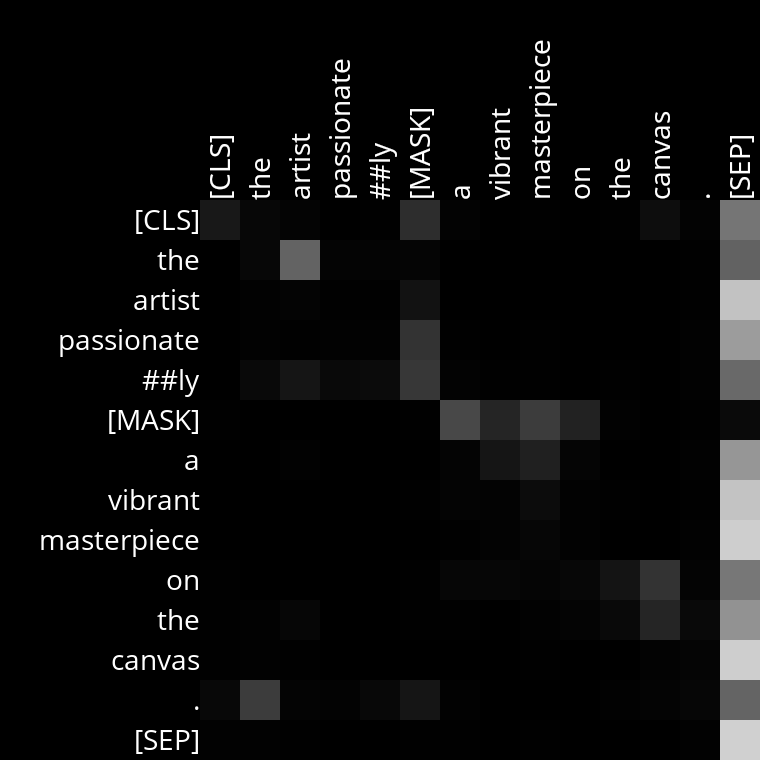 [CLS] the artist passionate ##ly [MASK] a vibrant masterpiece on the canvas . [SEP]
[CLS]
the
artist
passionate
##ly
[MASK]
a
vibrant
masterpiece
on
the
canvas
.
[SEP]